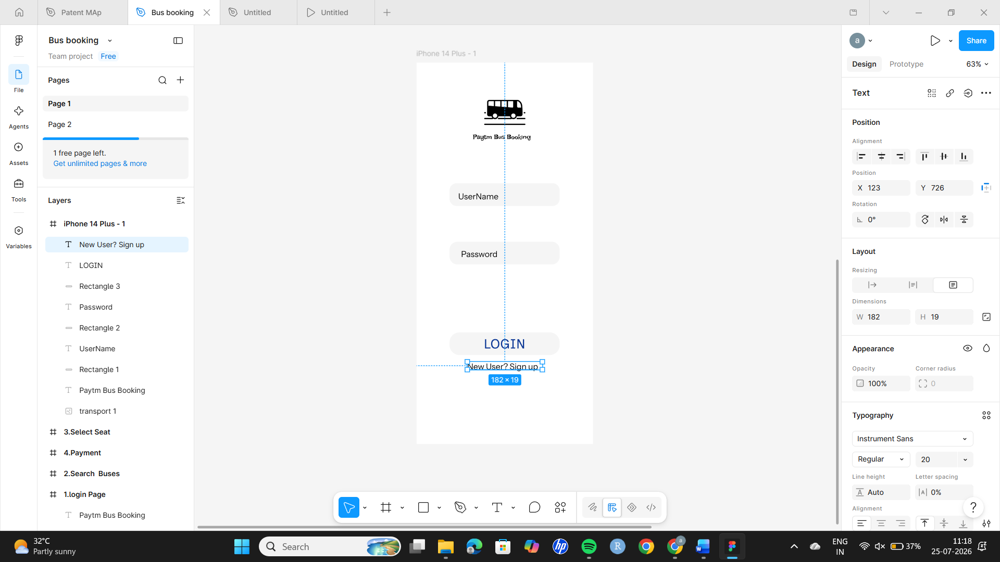 Patent MAp
Bus booking
Untitled
Untitled
Bus booking
Team project Free
Pages
Page 1
Page 2
1 free page left.
Get unlimited pages & more
File
Agents
Assets
Tools
Variables
Layers
iPhone 14 Plus - 1
New User? Sign up
LOGIN
Rectangle 3
Password
Rectangle 2
UserName
Rectangle 1
Paytm Bus Booking
transport 1
3.Select Seat
4.Payment
2.Search Buses
1.login Page
Paytm Bus Booking
iPhone 14 Plus - 1
Paytm Bus Booking
UserName
Password
LOGIN
New User? Sign up
182 × 19
a
Share
Design Prototype 63%
Text
Position
Alignment
Position
X 123 Y 726
Rotation
0°
Layout
Resizing
Dimensions
W 182 H 19
Appearance
Opacity Corner radius
100% 0
Typography
Instrument Sans
Regular 20
Line height Letter spacing
Auto 0%
Alignment
?
32°C
Partly sunny
Search
hp
R
a
W
ENG
IN
37%
11:18
25-07-2026